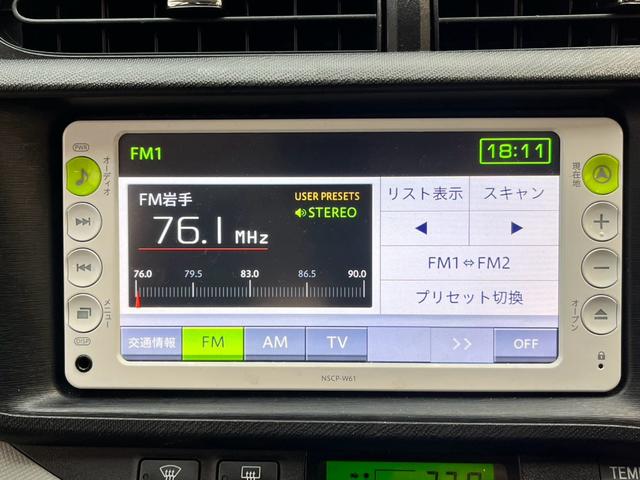 PWR
オーディオ
メニュー
DISP
FM1
18:11
FM岩手
USER PRESETS
STEREO
76.1 MHz
76.0 79.5 83.0 86.5 90.0
リスト表示 スキャン
FM1⇔FM2
プリセット切換
交通情報 FM AM TV >> OFF
現在地
オープン
NSCP-W61
TEM